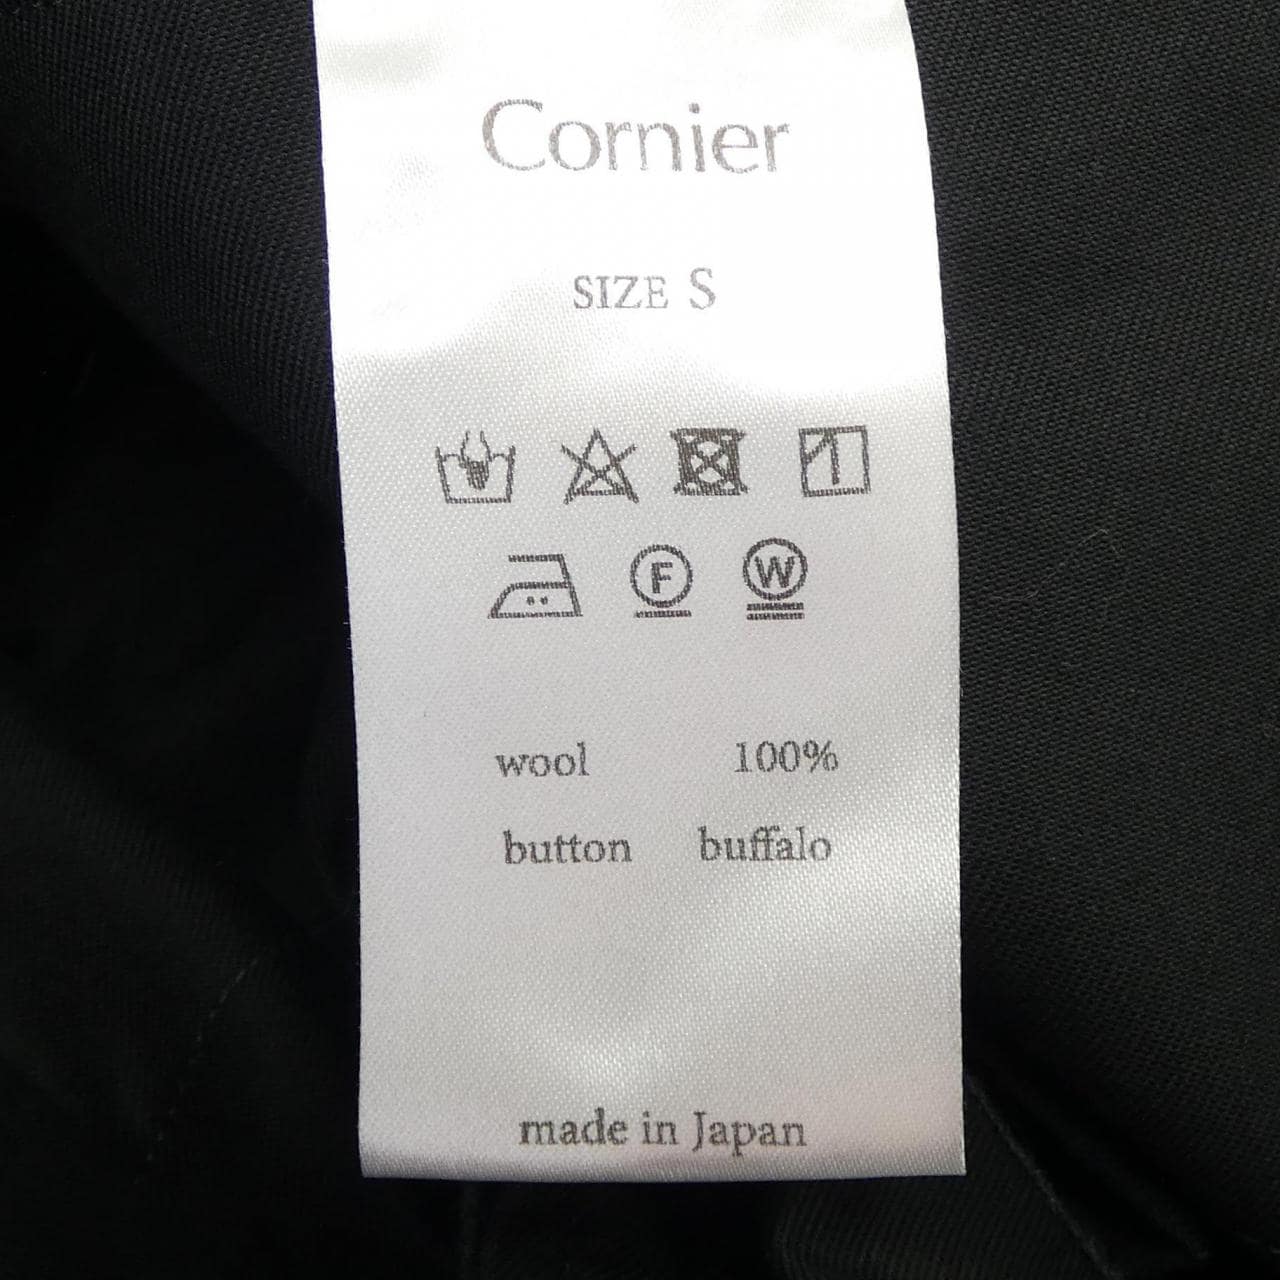 Cornier
SIZE S
F W
wool 100%
button buffalo
made in Japan